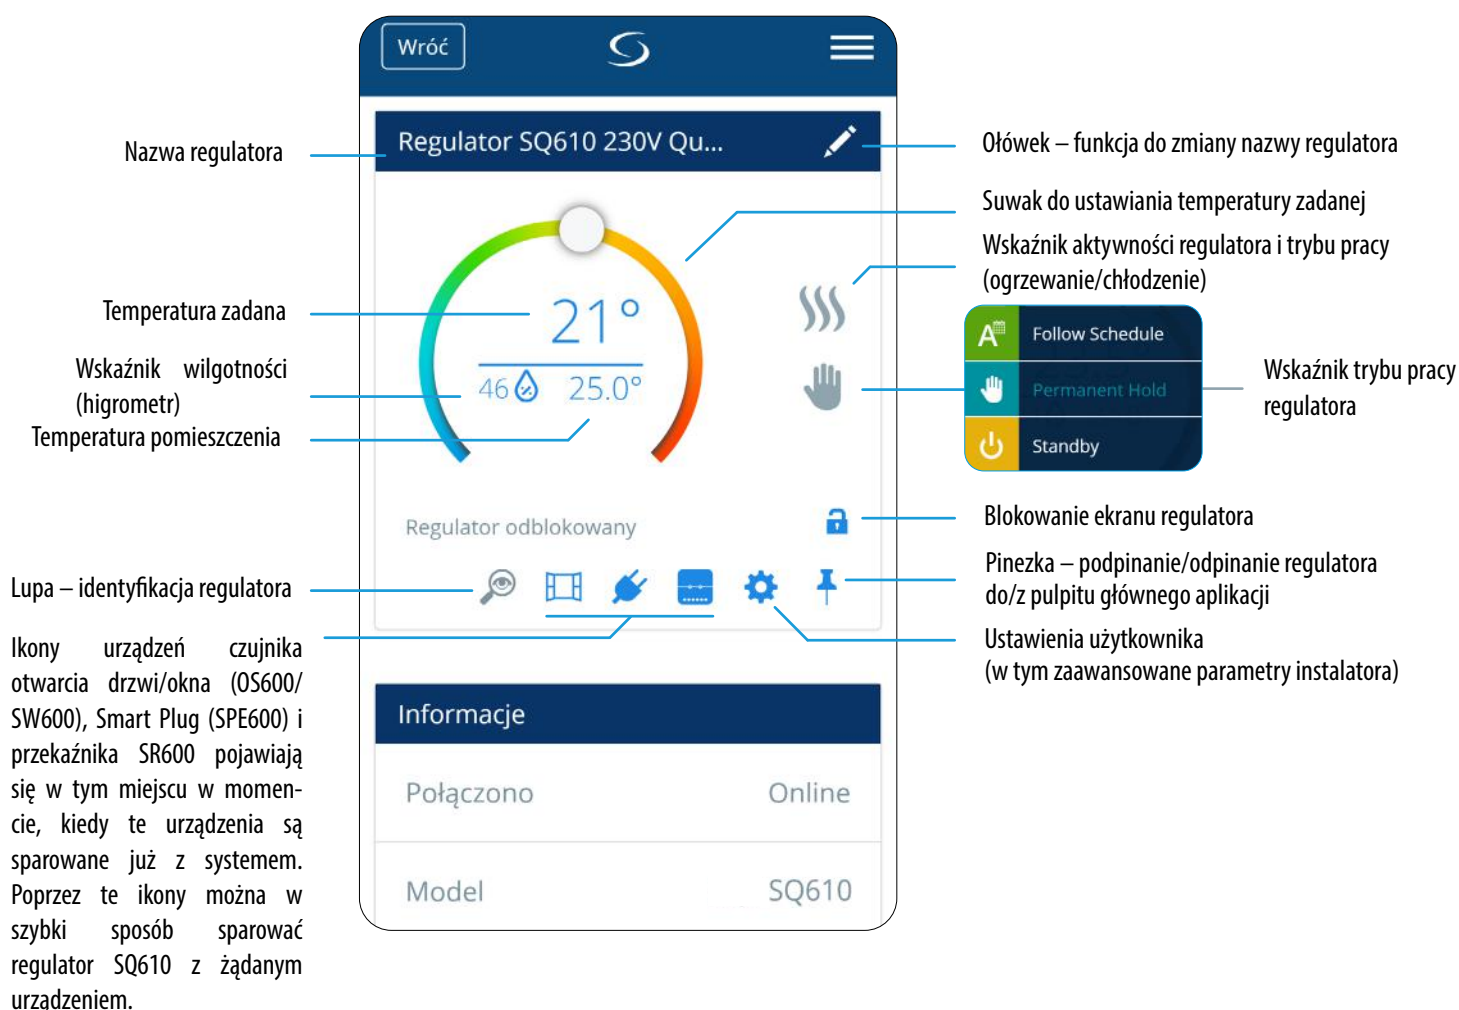 Wróć
Nazwa regulatora
Regulator SQ610 230V Qu...
Ołówek – funkcja do zmiany nazwy regulatora
Suwak do ustawiania temperatury zadanej
Wskaźnik aktywności regulatora i trybu pracy
(ogrzewanie/chłodzenie)
Temperatura zadana
21°
Wskaźnik wilgotności
(higrometr)
46
25.0°
Temperatura pomieszczenia
A
Follow Schedule
Permanent Hold
Standby
Wskaźnik trybu pracy
regulatora
Regulator odblokowany
Blokowanie ekranu regulatora
Lupa – identyfikacja regulatora
Pinezka – podpinanie/odpinanie regulatora
do/z pulpitu głównego aplikacji
Ustawienia użytkownika
(w tym zaawansowane parametry instalatora)
Ikony urządzeń czujnika
otwarcia drzwi/okna (OS600/
SW600), Smart Plug (SPE600) i
przekaźnika SR600 pojawiają
się w tym miejscu w momen-
cie, kiedy te urządzenia są
sparowane już z systemem.
Poprzez te ikony można w
szybki sposób sparować
regulator SQ610 z żądanym
urządzeniem.
Informacje
Połączono
Online
Model
SQ610